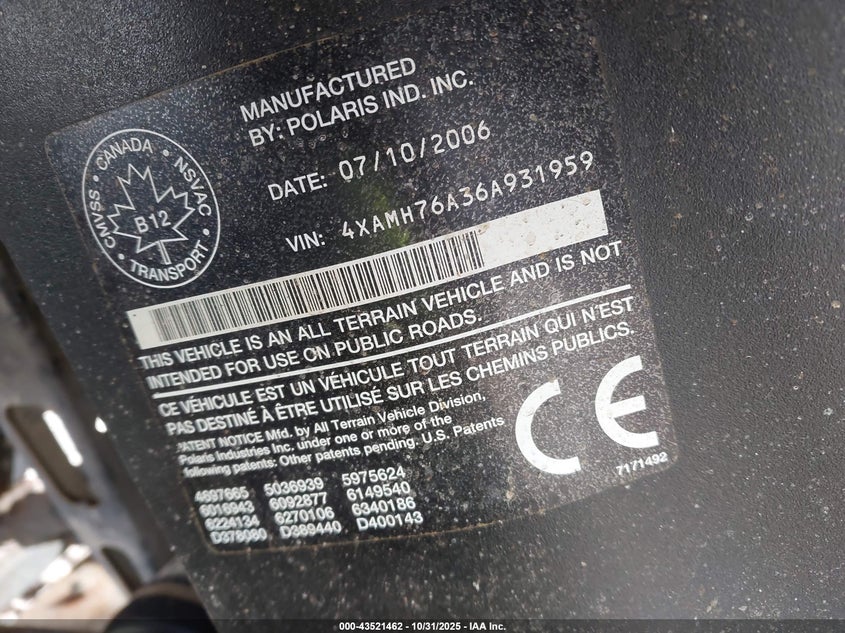 MANUFACTURED
BY: POLARIS IND. INC.
DATE: 07/10/2006
VIN: 4XAMH76A36A931959
CMVSS CANADA NSVAC
B12
TRANSPORT
THIS VEHICLE IS AN ALL TERRAIN VEHICLE AND IS NOT
INTENDED FOR USE ON PUBLIC ROADS.
CE VÉHICULE EST UN VÉHICULE TOUT TERRAIN QUI N'EST
PAS DESTINÉ À ÊTRE UTILISÉ SUR LES CHEMINS PUBLICS.
PATENT NOTICE Mfd. by All Terrain Vehicle Division,
Polaris Industries Inc. under one or more of the
following patents: Other patents pending. U.S. Patents
4697665 5036939 5975624
6016943 6092877 6149540
6224134 6270106 6340186
D378080 D389440 D400143
CE
7171492
000-43521462 - 10/31/2025 - IAA Inc.